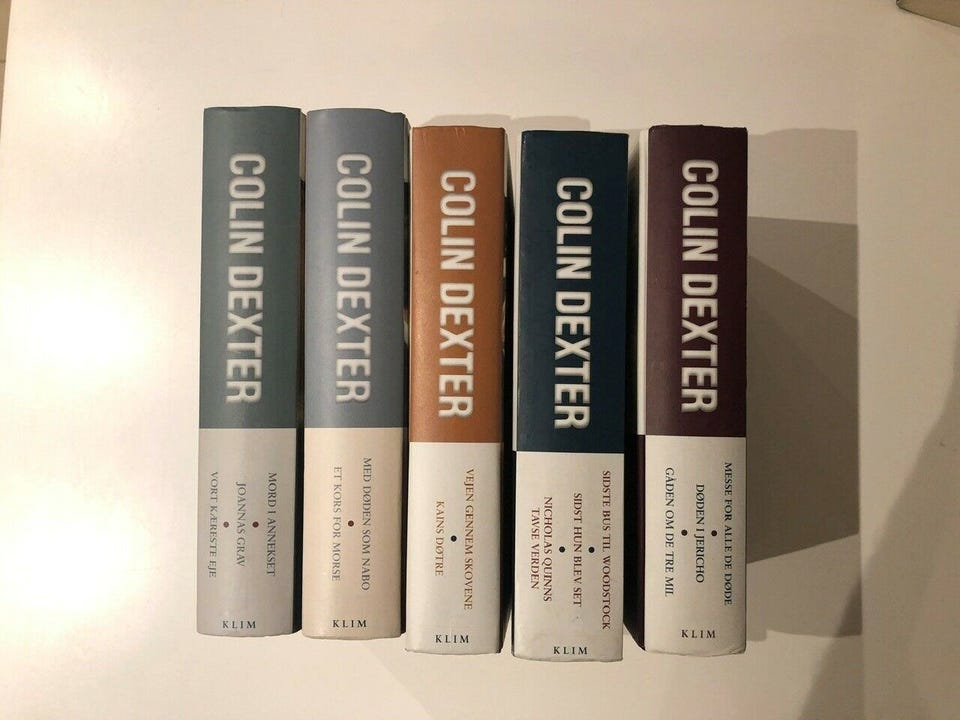 COLIN DEXTER
MORD I ANNEKSET
•
JOANNAS GRAV
•
VORT KÆRESTE EJE
KLIM
COLIN DEXTER
MED DØDEN SOM NABO
•
ET KORS FOR MORSE
KLIM
COLIN DEXTER
VEJEN GENNEM SKOVENE
•
KAINS DØTRE
KLIM
COLIN DEXTER
SIDSTE BUS TIL WOODSTOCK
•
SIDST HUN BLEV SET
•
NICHOLAS QUINNS
TAVSE VERDEN
KLIM
COLIN DEXTER
MESSE FOR ALLE DE DØDE
•
DØDEN I JERICHO
•
GÅDEN OM DE TRE MIL
KLIM